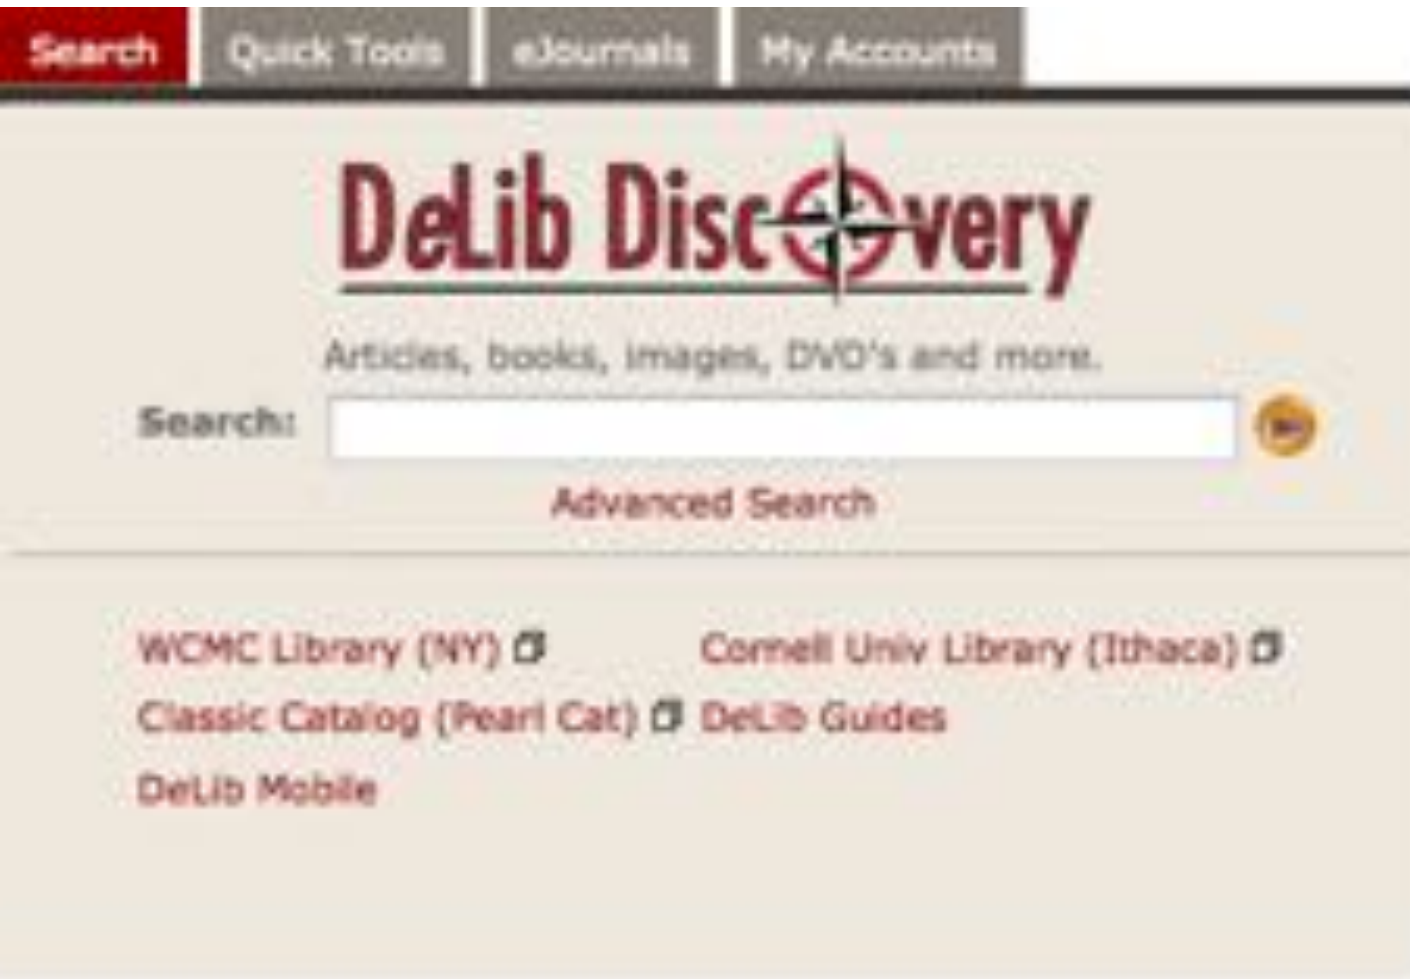 Search Quick Tools eJournals My Accounts
DeLib Discovery
Articles, books, images, DVD's and more.
Search:
Advanced Search
WCMC Library (NY) Cornell Univ Library (Ithaca)
Classic Catalog (Pearl Cat) DeLib Guides
DeLib Mobile